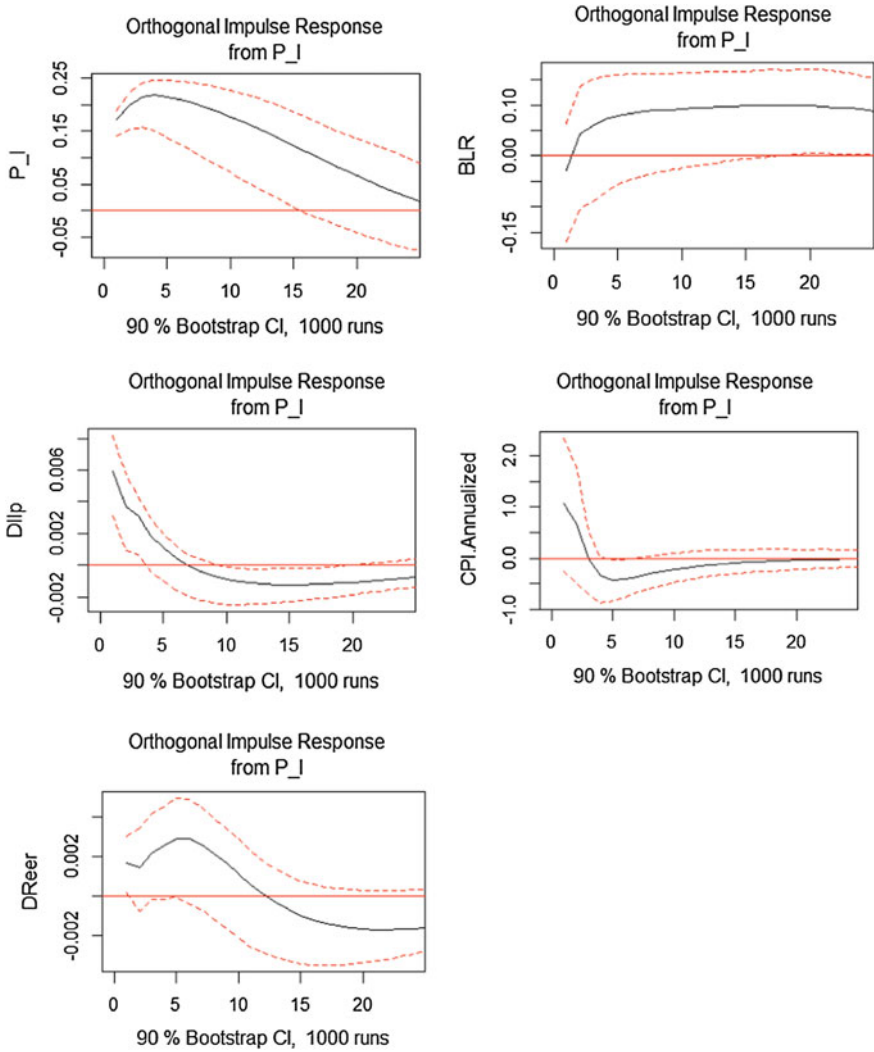 Orthogonal Impulse Response
from P_I
P_I
-0.05 0.05 0.15 0.25
0 5 10 15 20
90 % Bootstrap CI, 1000 runs
Orthogonal Impulse Response
from P_I
BLR
-0.15 0.00 0.10
0 5 10 15 20
90 % Bootstrap CI, 1000 runs
Orthogonal Impulse Response
from P_I
DIIp
-0.002 0.002 0.006
0 5 10 15 20
90 % Bootstrap CI, 1000 runs
Orthogonal Impulse Response
from P_I
CPI.Annualized
-1.0 0.0 1.0 2.0
0 5 10 15 20
90 % Bootstrap CI, 1000 runs
Orthogonal Impulse Response
from P_I
DReer
-0.002 0.002
0 5 10 15 20
90 % Bootstrap CI, 1000 runs